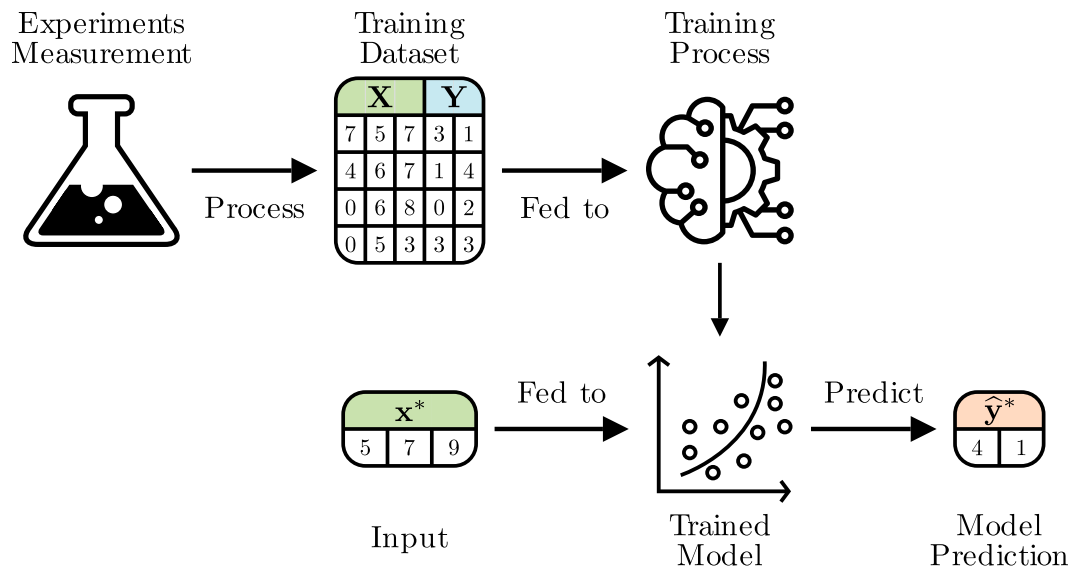 Experiments
Measurement
Training
Dataset
Training
Process
X Y
7 5 7 3 1
4 6 7 1 4
0 6 8 0 2
0 5 3 3 3
Process
Fed to
Fed to
Predict
x*
5 7 9
ŷ*
4 1
Input
Trained
Model
Model
Prediction